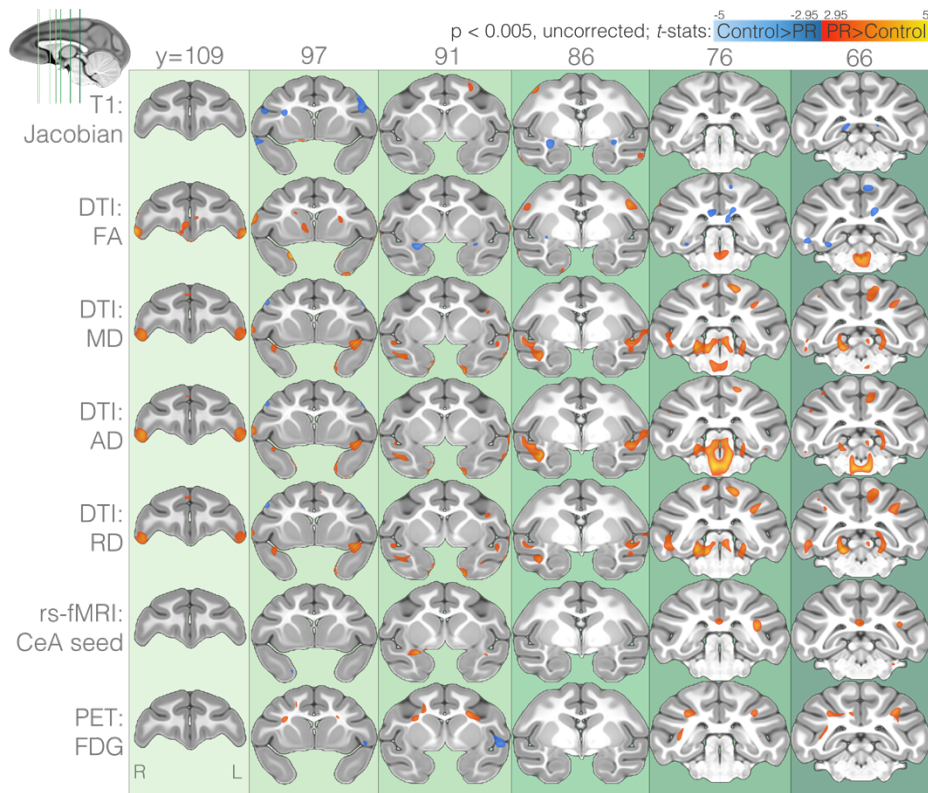 p < 0.005, uncorrected; t-stats:
-5 -2.95 2.95 5
Control>PR PR>Control
y=109 97 91 86 76 66
T1:
Jacobian
DTI:
FA
DTI:
MD
DTI:
AD
DTI:
RD
rs-fMRI:
CeA seed
PET:
FDG
R L